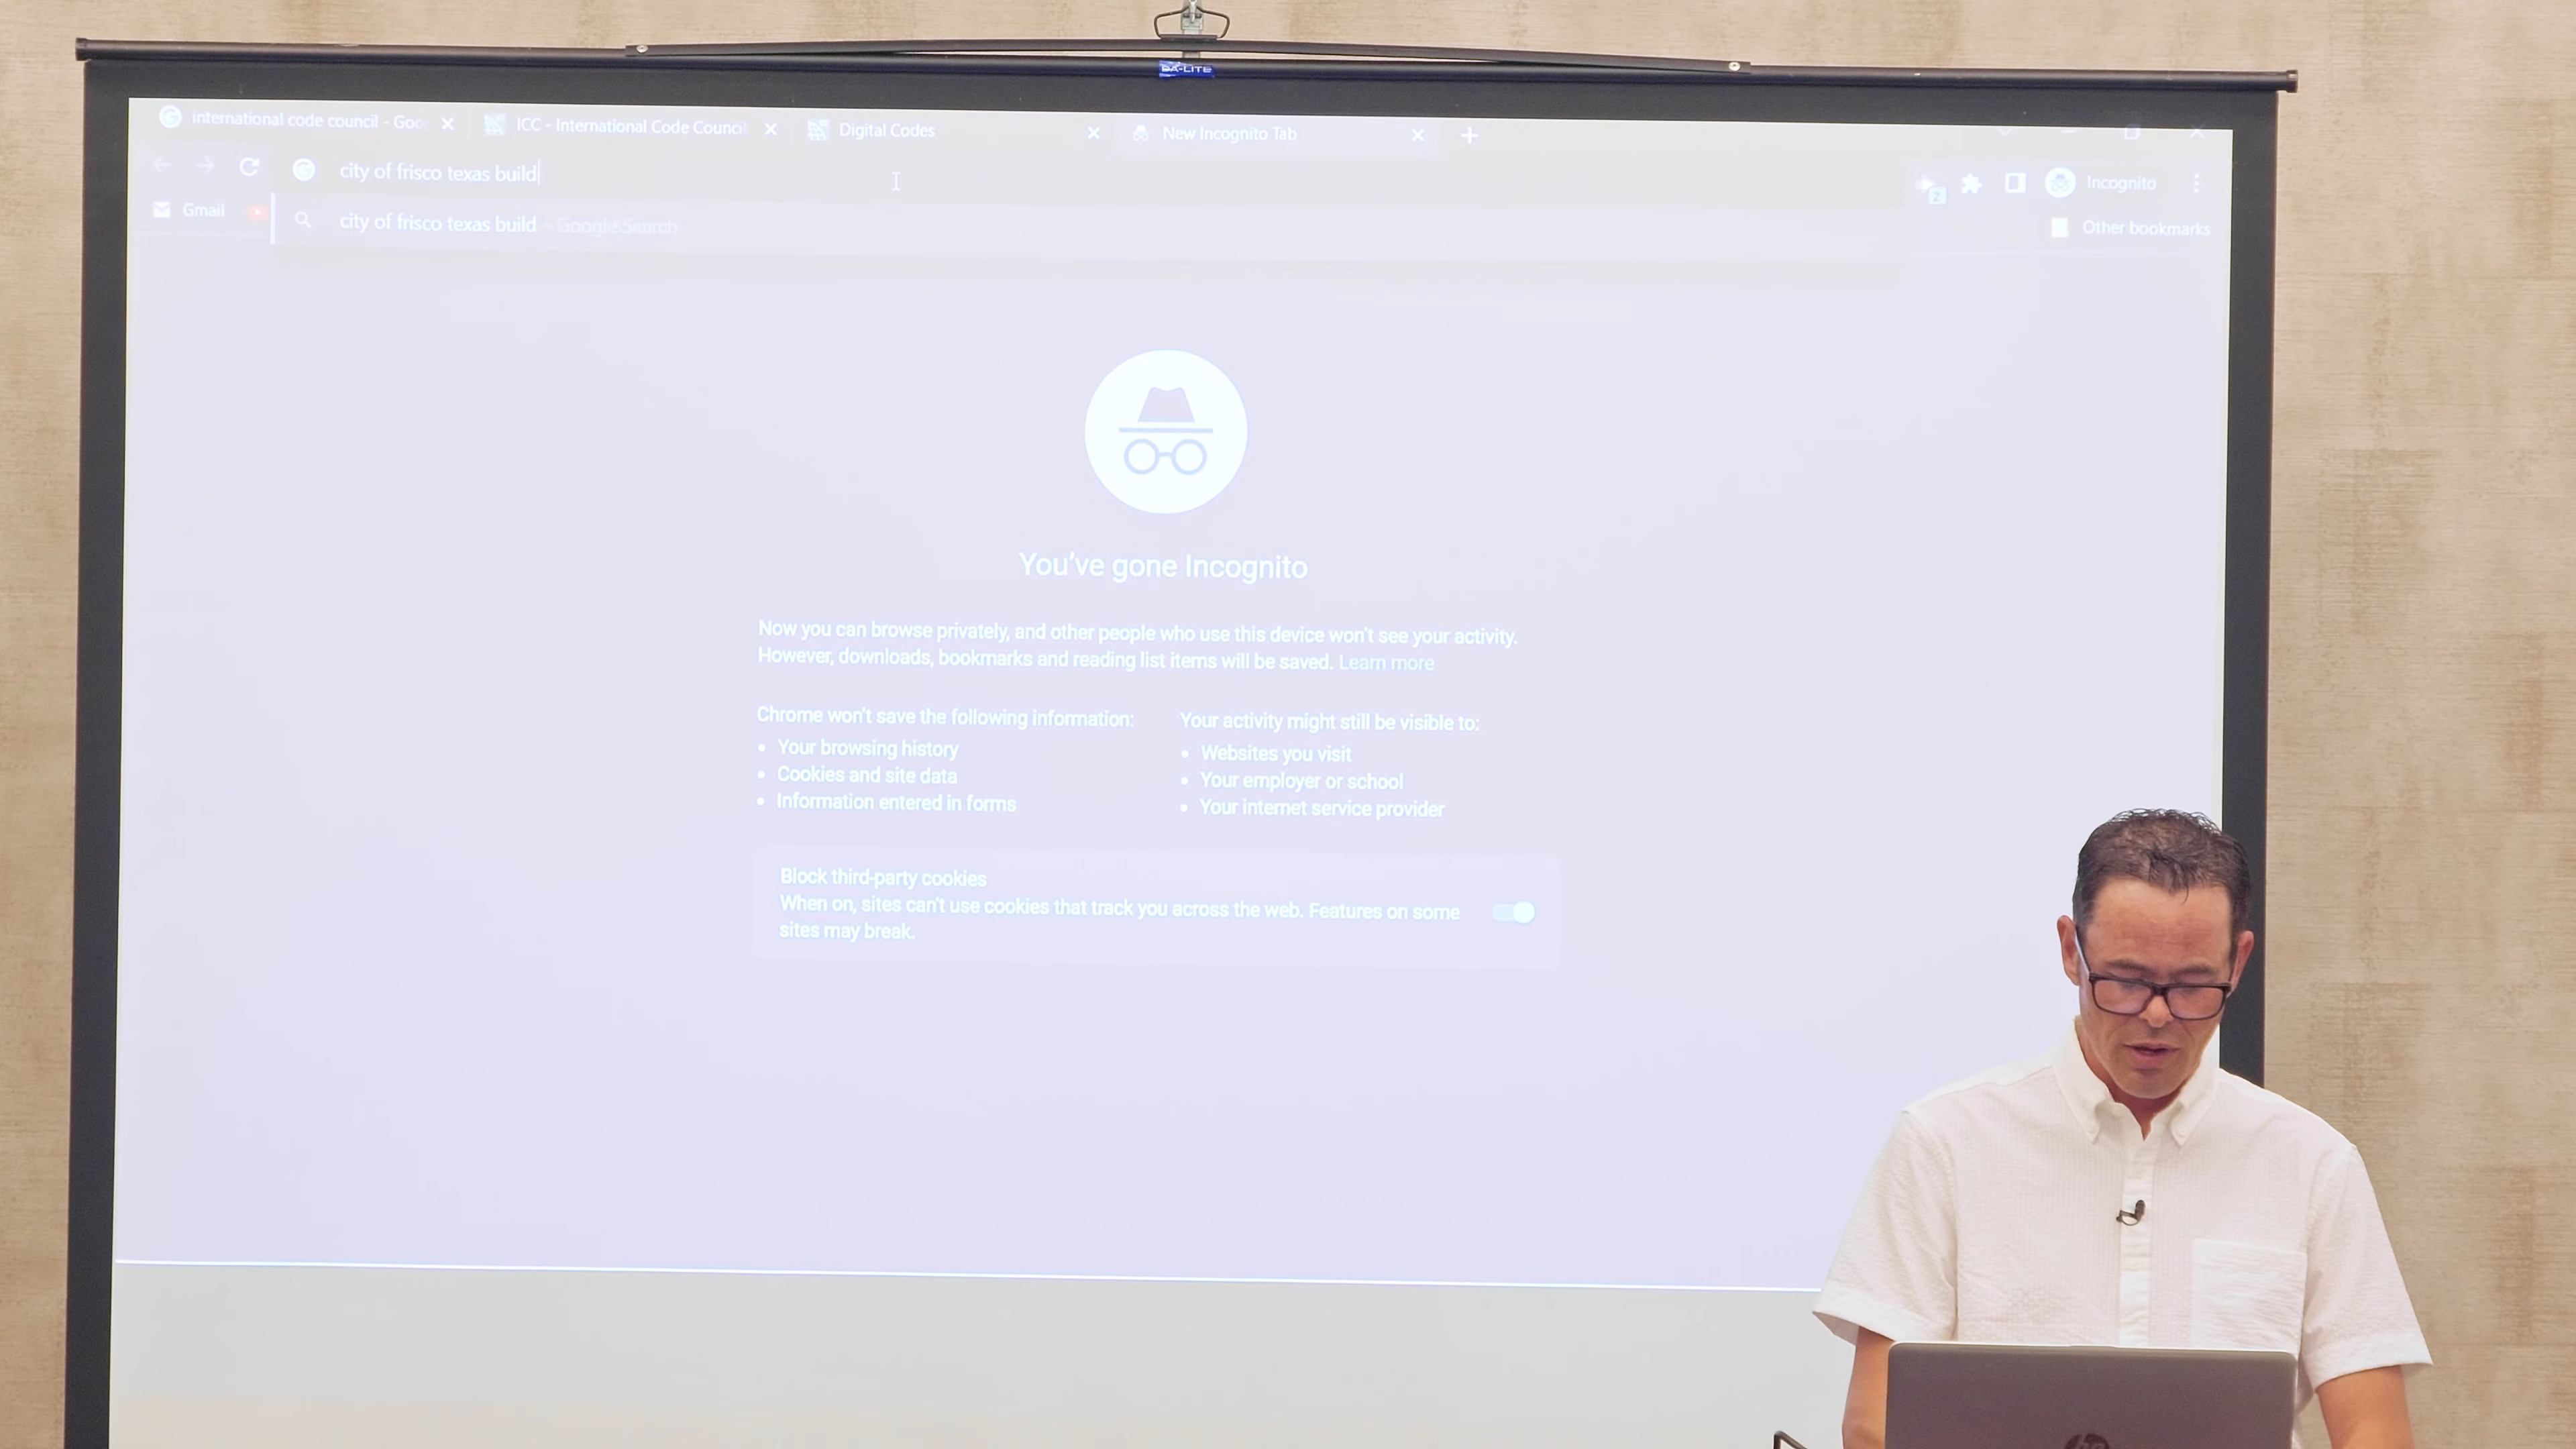 DA-LITE
international code council - Goo
ICC - International Code Council
Digital Codes
New Incognito Tab
city of frisco texas build
2
Incognito
Gmail
city of frisco texas build - Google Search
Other bookmarks
You've gone Incognito
Now you can browse privately, and other people who use this device won't see your activity.
However, downloads, bookmarks and reading list items will be saved. Learn more
Chrome won't save the following information:
• Your browsing history
• Cookies and site data
• Information entered in forms
Your activity might still be visible to:
• Websites you visit
• Your employer or school
• Your internet service provider
Block third-party cookies
When on, sites can't use cookies that track you across the web. Features on some
sites may break.
hp